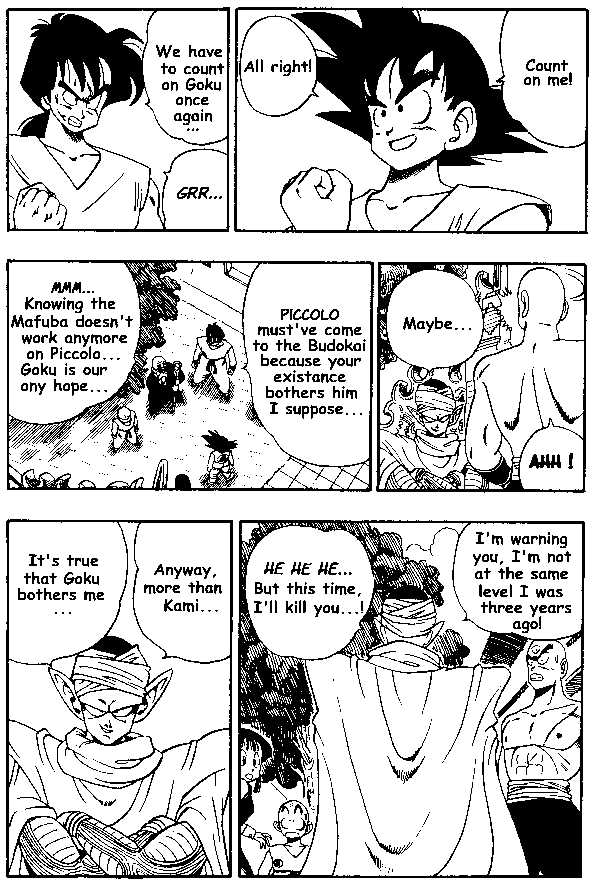 We have
to count
on Goku
once
again
...
GRR...
All right!
Count
on me!
MMM...
Knowing the
Mafuba doesn't
work anymore
on Piccolo...
Goku is our
ony hope...
PICCOLO
must've come
to the Budokai
because your
existance
bothers him
I suppose...
Maybe...
AHH !
It's true
that Goku
bothers me
...
Anyway,
more than
Kami...
HE HE HE...
But this time,
I'll kill you...!
I'm warning
you, I'm not
at the same
level I was
three years
ago!